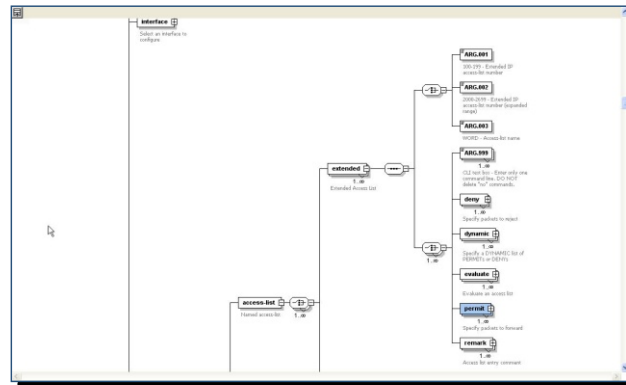 interface
Select an interface to
configure
ARG.001
100-199 - Extended IP
access-list number
ARG.002
2000-2699 - Extended IP
access-list number (expanded
range)
ARG.003
WORD - Access-list name
extended
1..∞
Extended Access List
ARG.999
1..∞
CLI text box - Enter only one
command line. DO NOT
delete "no" commands.
deny
1..∞
Specify packets to reject
dynamic
1..∞
Specify a DYNAMIC list of
PERMITs or DENYs
1..∞
evaluate
1..∞
Evaluate an access list
access-list
Named access-list
1..∞
permit
1..∞
Specify packets to forward
remark
1..∞
Access list entry comment